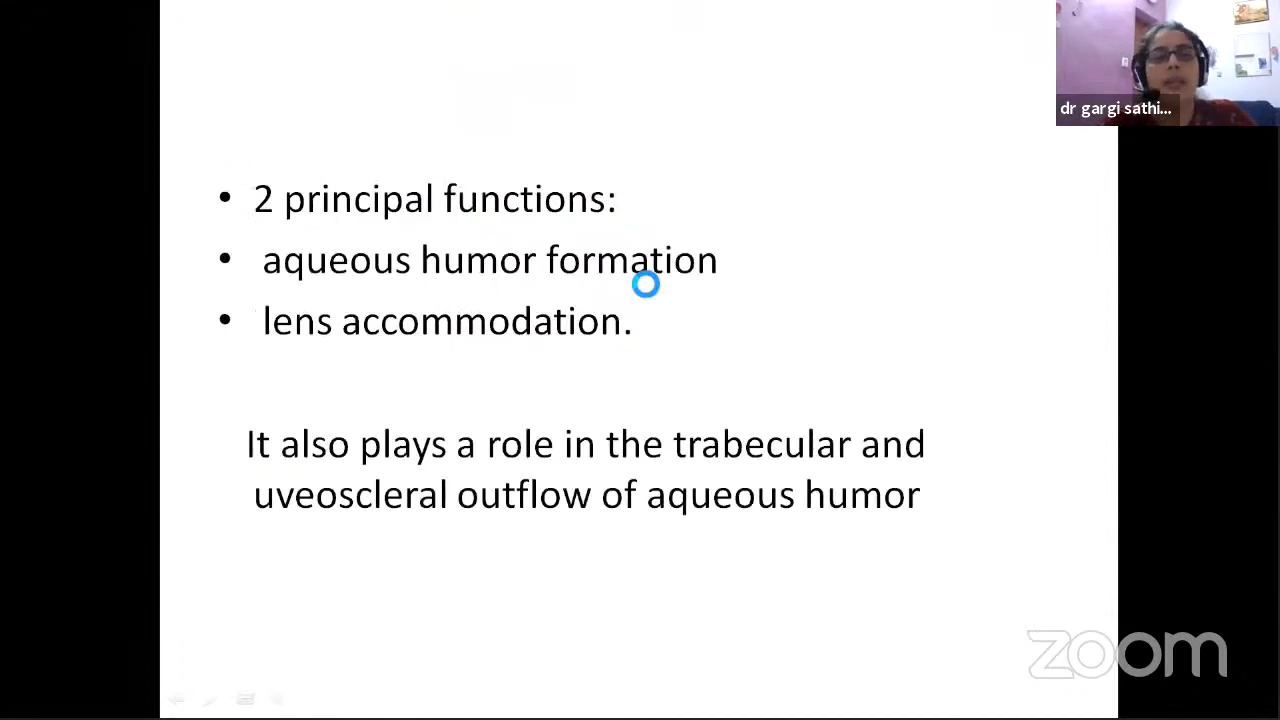 dr gargi sathi...
• 2 principal functions:
• aqueous humor formation
• lens accommodation.
It also plays a role in the trabecular and
uveoscleral outflow of aqueous humor
zoom